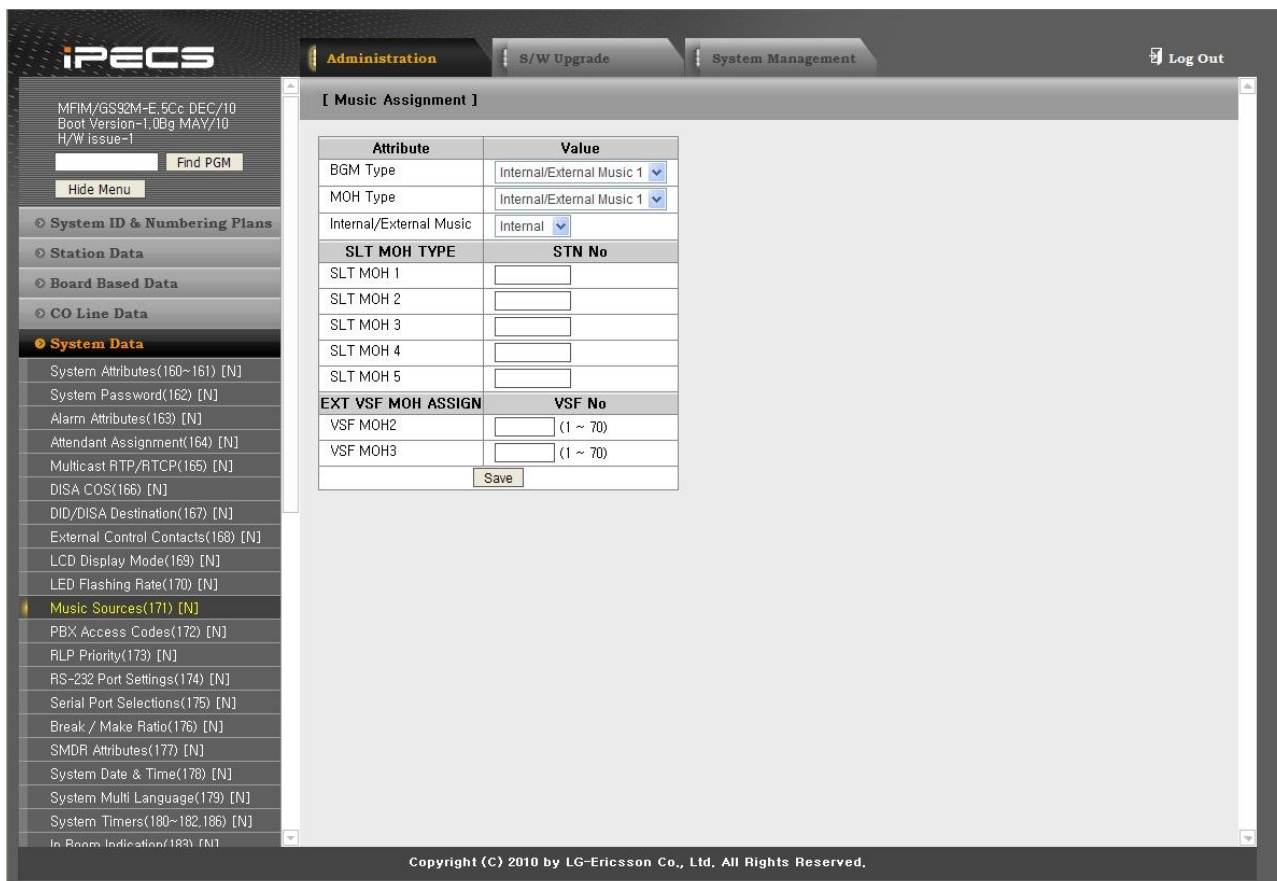 iPECS
Administration
S/W Upgrade
System Management
Log Out
MFIM/GS92M-E.5Cc DEC/10
Boot Version-1.0Bg MAY/10
H/W issue-1
Find PGM
Hide Menu
System ID & Numbering Plans
Station Data
Board Based Data
CO Line Data
System Data
System Attributes(160~161) [N]
System Password(162) [N]
Alarm Attributes(163) [N]
Attendant Assignment(164) [N]
Multicast RTP/RTCP(165) [N]
DISA COS(166) [N]
DID/DISA Destination(167) [N]
External Control Contacts(168) [N]
LCD Display Mode(169) [N]
LED Flashing Rate(170) [N]
Music Sources(171) [N]
PBX Access Codes(172) [N]
RLP Priority(173) [N]
RS-232 Port Settings(174) [N]
Serial Port Selections(175) [N]
Break / Make Ratio(176) [N]
SMDR Attributes(177) [N]
System Date & Time(178) [N]
System Multi Language(179) [N]
System Timers(180~182,186) [N]
In Room Indication(183) [N]
[ Music Assignment ]
Attribute Value
BGM Type Internal/External Music 1
MOH Type Internal/External Music 1
Internal/External Music Internal
SLT MOH TYPE STN No
SLT MOH 1
SLT MOH 2
SLT MOH 3
SLT MOH 4
SLT MOH 5
EXT VSF MOH ASSIGN VSF No
VSF MOH2 (1 ~ 70)
VSF MOH3 (1 ~ 70)
Save
Copyright (C) 2010 by LG-Ericsson Co., Ltd. All Rights Reserved.